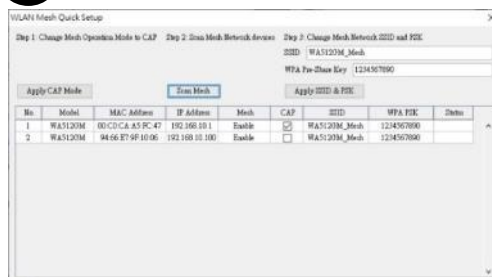 WLAN Mesh Quick Setup
Step 1: Change Mesh Operation Mode to CAP Step 2: Scan Mesh Network devices Step 3: Change Mesh Network SSID and PSK
SSID WA5120M_Mesh
WPA Pre-Share Key 1234567890
Apply CAP Mode Scan Mesh Apply SSID & PSK
No. Model MAC Address IP Address Mesh CAP SSID WPA PSK Status
1 WA5120M 00:C0:CA:A5:FC:47 192.168.10.1 Enable WA5120M_Mesh 1234567890
2 WA5120M 94:66:E7:9F:10:06 192.168.10.100 Enable WA5120M_Mesh 1234567890